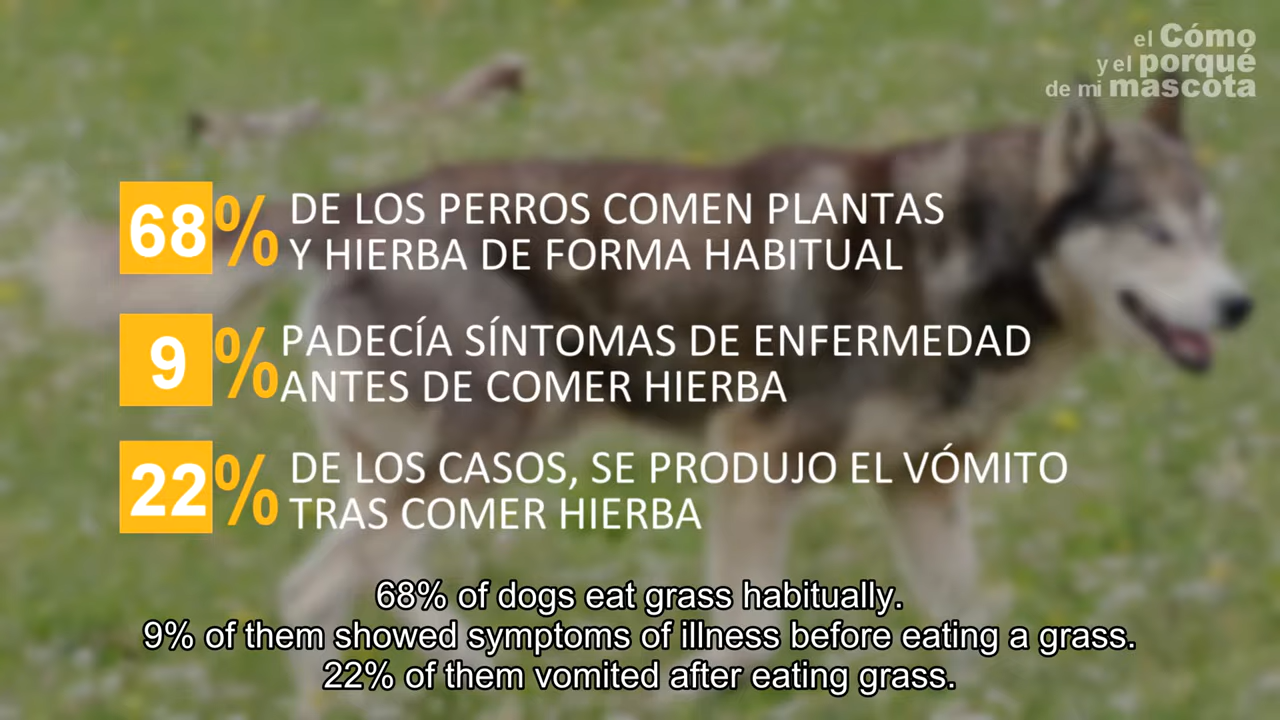 el Cómo
y el porqué
de mi mascota
68% DE LOS PERROS COMEN PLANTAS
Y HIERBA DE FORMA HABITUAL
9% PADECÍA SÍNTOMAS DE ENFERMEDAD
ANTES DE COMER HIERBA
22% DE LOS CASOS, SE PRODUJO EL VÓMITO
TRAS COMER HIERBA
68% of dogs eat grass habitually.
9% of them showed symptoms of illness before eating a grass.
22% of them vomited after eating grass.